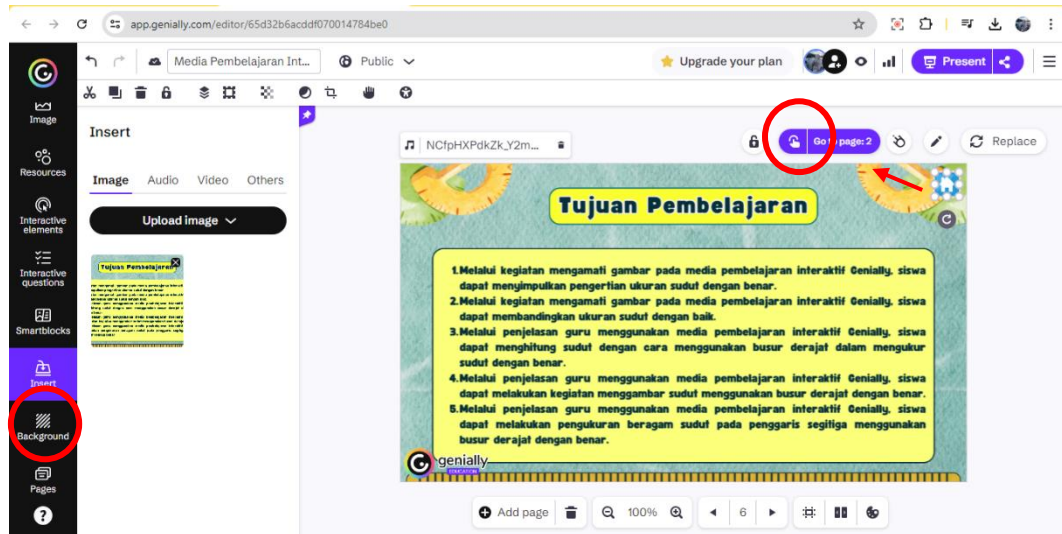 app.genially.com/editor/65d32b6acddf070014784be0
Media Pembelajaran Int...
Public
Upgrade your plan
Present
Image
Resources
Interactive
elements
Interactive
questions
Smartblocks
Insert
Background
Pages
Insert
Image Audio Video Others
Upload image
Tujuan Pembelajaran
NCfpHXPdkZk_Y2m...
Go to page: 2
Replace
Tujuan Pembelajaran
1.Melalui kegiatan mengamati gambar pada media pembelajaran interaktif Genially, siswa
dapat menyimpulkan pengertian ukuran sudut dengan benar.
2.Melalui kegiatan mengamati gambar pada media pembelajaran interaktif Genially, siswa
dapat membandingkan ukuran sudut dengan baik.
3.Melalui penjelasan guru menggunakan media pembelajaran interaktif Genially, siswa
dapat menghitung sudut dengan cara menggunakan busur derajat dalam mengukur
sudut dengan benar.
4.Melalui penjelasan guru menggunakan media pembelajaran interaktif Genially, siswa
dapat melakukan kegiatan menggambar sudut menggunakan busur derajat dengan benar.
5.Melalui penjelasan guru menggunakan media pembelajaran interaktif Genially, siswa
dapat melakukan pengukuran beragam sudut pada penggaris segitiga menggunakan
busur derajat dengan benar.
genially
EDUCATION
Add page
100%
6